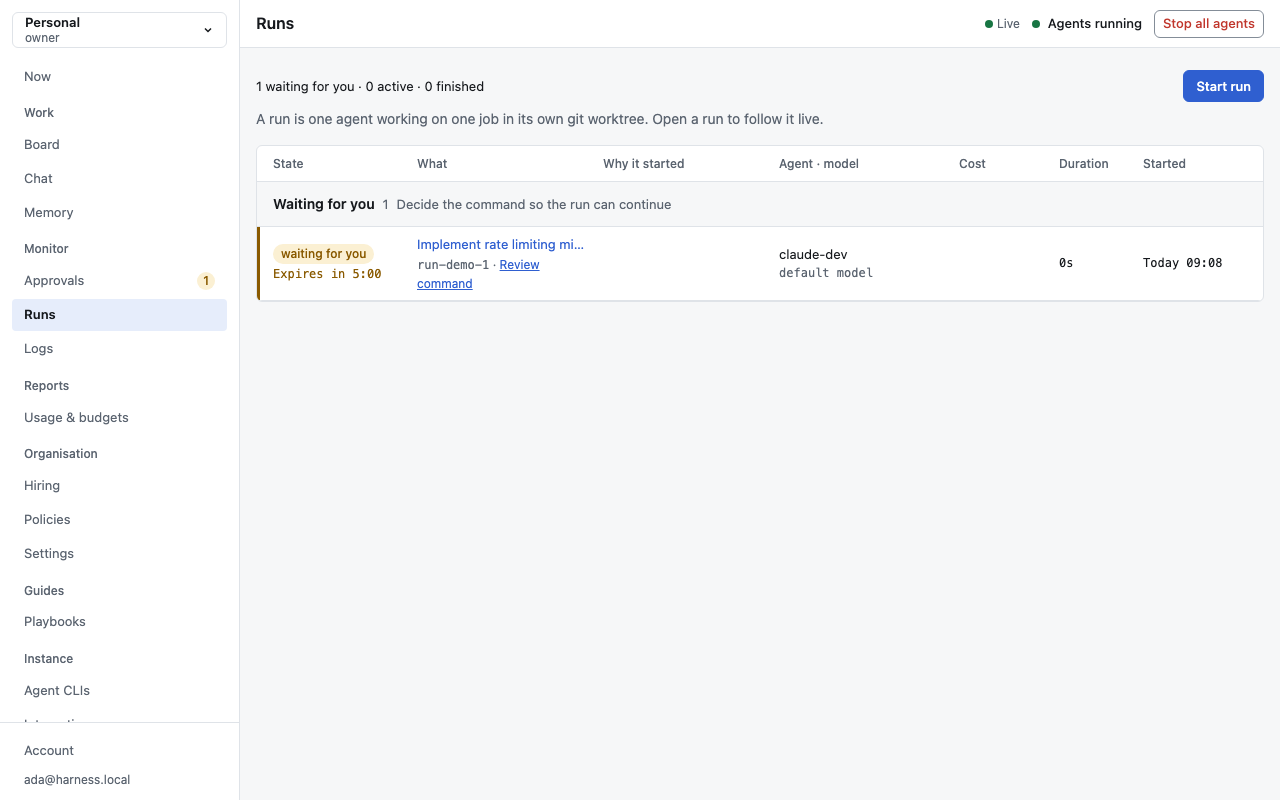 Personal
owner
Now
Work
Board
Chat
Memory
Monitor
Approvals 1
Runs
Logs
Reports
Usage & budgets
Organisation
Hiring
Policies
Settings
Guides
Playbooks
Instance
Agent CLIs
Account
ada@harness.local
Runs
Live Agents running Stop all agents
1 waiting for you · 0 active · 0 finished
Start run
A run is one agent working on one job in its own git worktree. Open a run to follow it live.
State What Why it started Agent · model Cost Duration Started
Waiting for you 1 Decide the command so the run can continue
waiting for you
Expires in 5:00
Implement rate limiting mi...
run-demo-1 · Review
command
claude-dev
default model
0s
Today 09:08